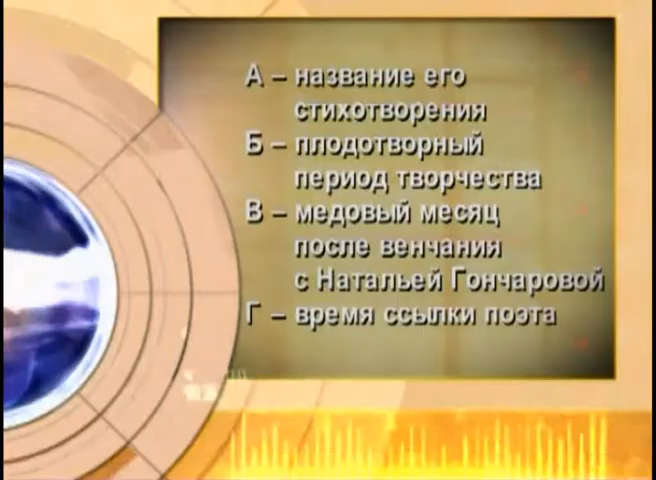 А – название его
стихотворения
Б – плодотворный
период творчества
В – медовый месяц
после венчания
с Натальей Гончаровой
Г – время ссылки поэта